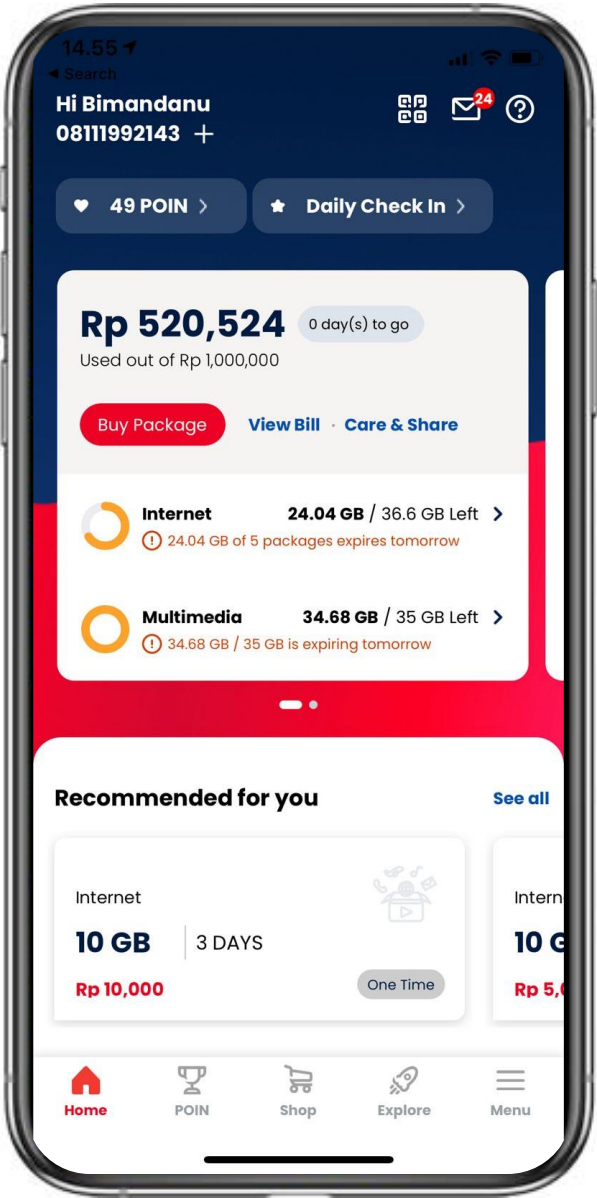 14.55
◀ Search
Hi Bimandanu
08111992143 +
24
49 POIN >
Daily Check In >
Rp 520,524
0 day(s) to go
Used out of Rp 1,000,000
Buy Package
View Bill · Care & Share
Internet
24.04 GB / 36.6 GB Left >
24.04 GB of 5 packages expires tomorrow
Multimedia
34.68 GB / 35 GB Left >
34.68 GB / 35 GB is expiring tomorrow
Recommended for you
See all
Internet
10 GB
3 DAYS
Rp 10,000
One Time
Intern
10 G
Rp 5,0
Home
POIN
Shop
Explore
Menu